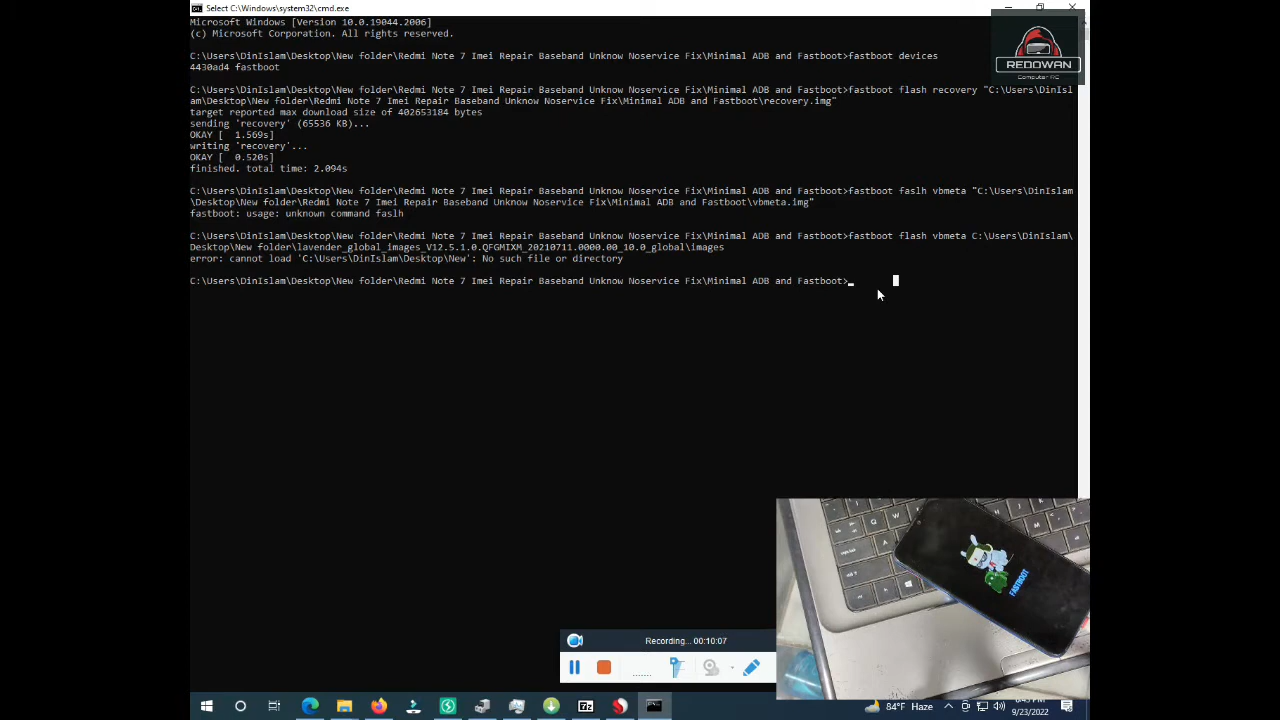 Select C:\Windows\system32\cmd.exe
Microsoft Windows [Version 10.0.19044.2006]
(c) Microsoft Corporation. All rights reserved.
REDOWAN
Computer RC
C:\Users\DinIslam\Desktop\New folder\Redmi Note 7 Imei Repair Baseband Unknow Noservice Fix\Minimal ADB and Fastboot>fastboot devices
4430ad4 fastboot
C:\Users\DinIslam\Desktop\New folder\Redmi Note 7 Imei Repair Baseband Unknow Noservice Fix\Minimal ADB and Fastboot>fastboot flash recovery "C:\Users\DinIsl
am\Desktop\New folder\Redmi Note 7 Imei Repair Baseband Unknow Noservice Fix\Minimal ADB and Fastboot\recovery.img"
target reported max download size of 402653184 bytes
sending 'recovery' (65536 KB)...
OKAY [  1.569s]
writing 'recovery'...
OKAY [  0.520s]
finished. total time: 2.094s
C:\Users\DinIslam\Desktop\New folder\Redmi Note 7 Imei Repair Baseband Unknow Noservice Fix\Minimal ADB and Fastboot>fastboot faslh vbmeta "C:\Users\DinIslam
\Desktop\New folder\Redmi Note 7 Imei Repair Baseband Unknow Noservice Fix\Minimal ADB and Fastboot\vbmeta.img"
fastboot: usage: unknown command faslh
C:\Users\DinIslam\Desktop\New folder\Redmi Note 7 Imei Repair Baseband Unknow Noservice Fix\Minimal ADB and Fastboot>fastboot flash vbmeta C:\Users\DinIslam\
Desktop\New folder\lavender_global_images_V12.5.1.0.QFGMIXM_20210711.0000.00_10.0_global\images
error: cannot load 'C:\Users\DinIslam\Desktop\New': No such file or directory
C:\Users\DinIslam\Desktop\New folder\Redmi Note 7 Imei Repair Baseband Unknow Noservice Fix\Minimal ADB and Fastboot>
FASTBOOT
Recording... 00:10:07
84°F Haze
9/23/2022